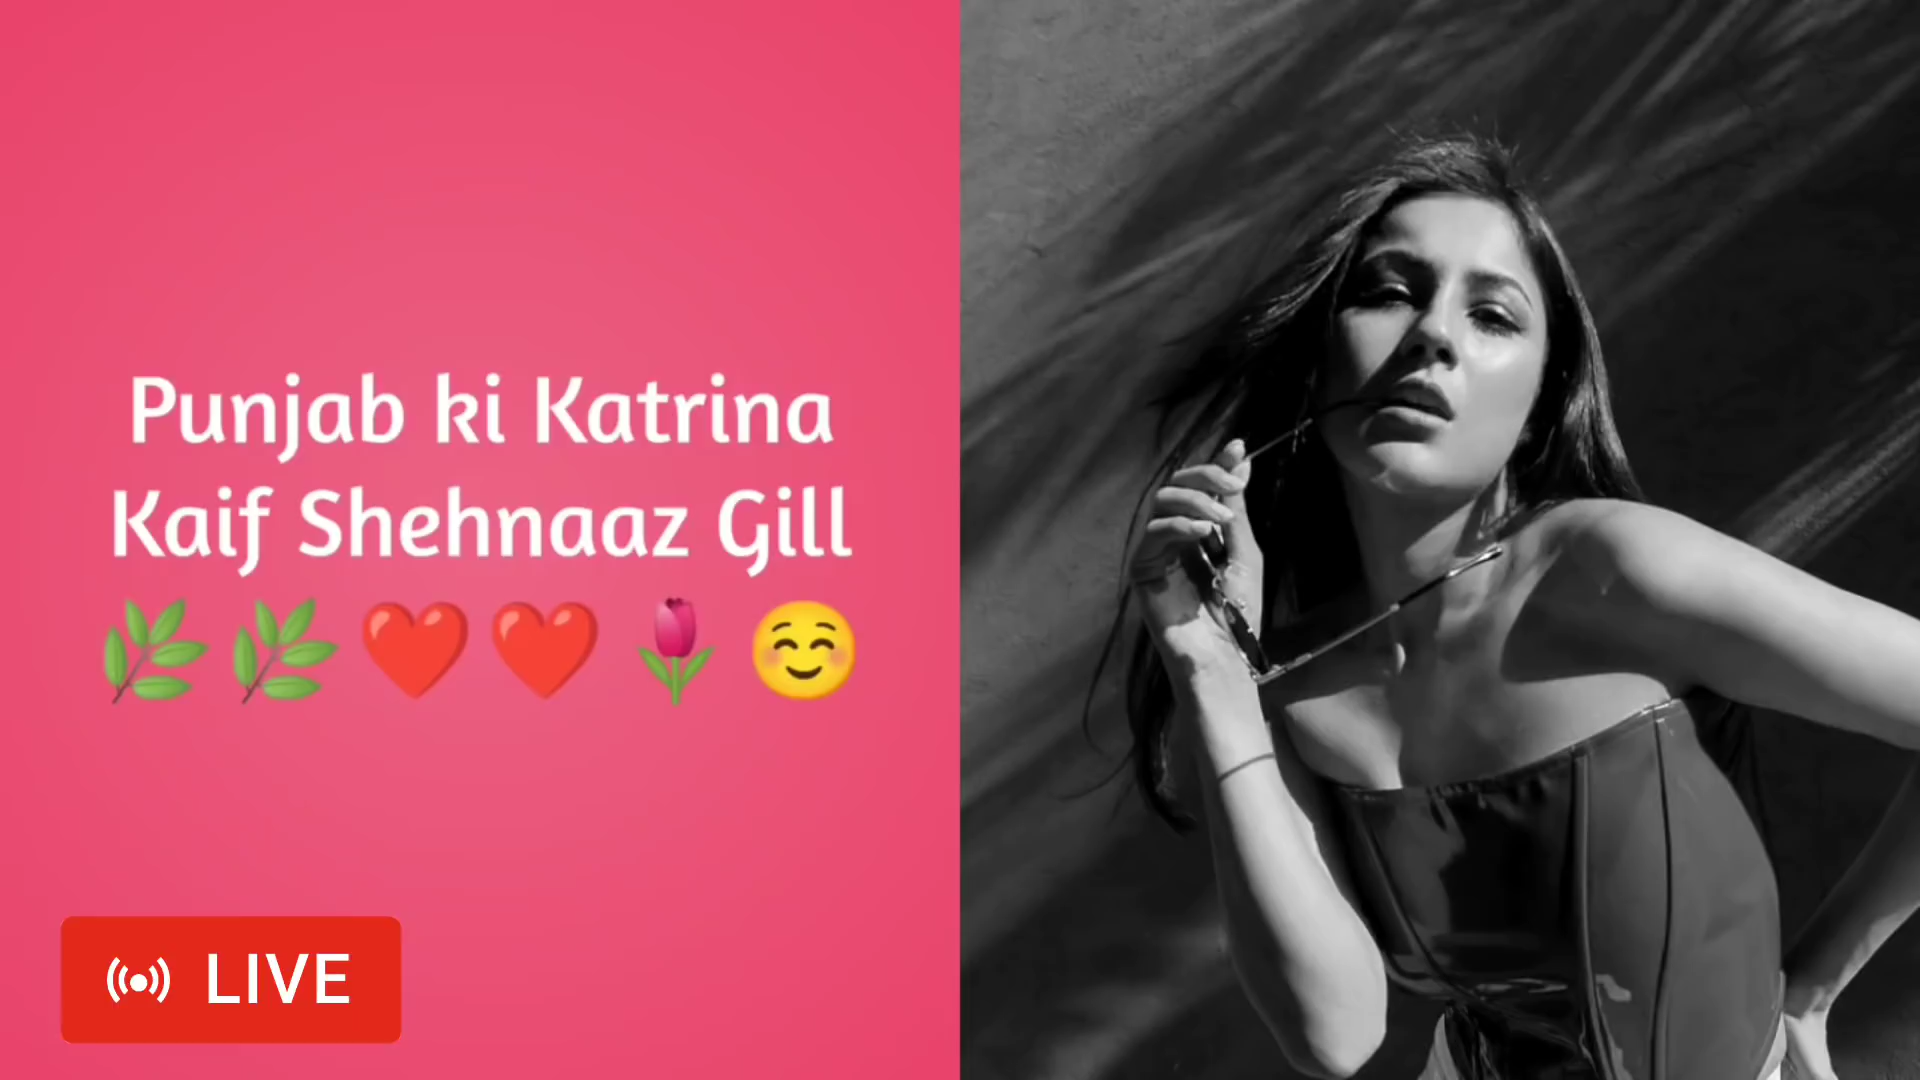 Punjab ki Katrina
Kaif Shehnaaz Gill
🌿🌿❤️❤️🌷☺️
LIVE